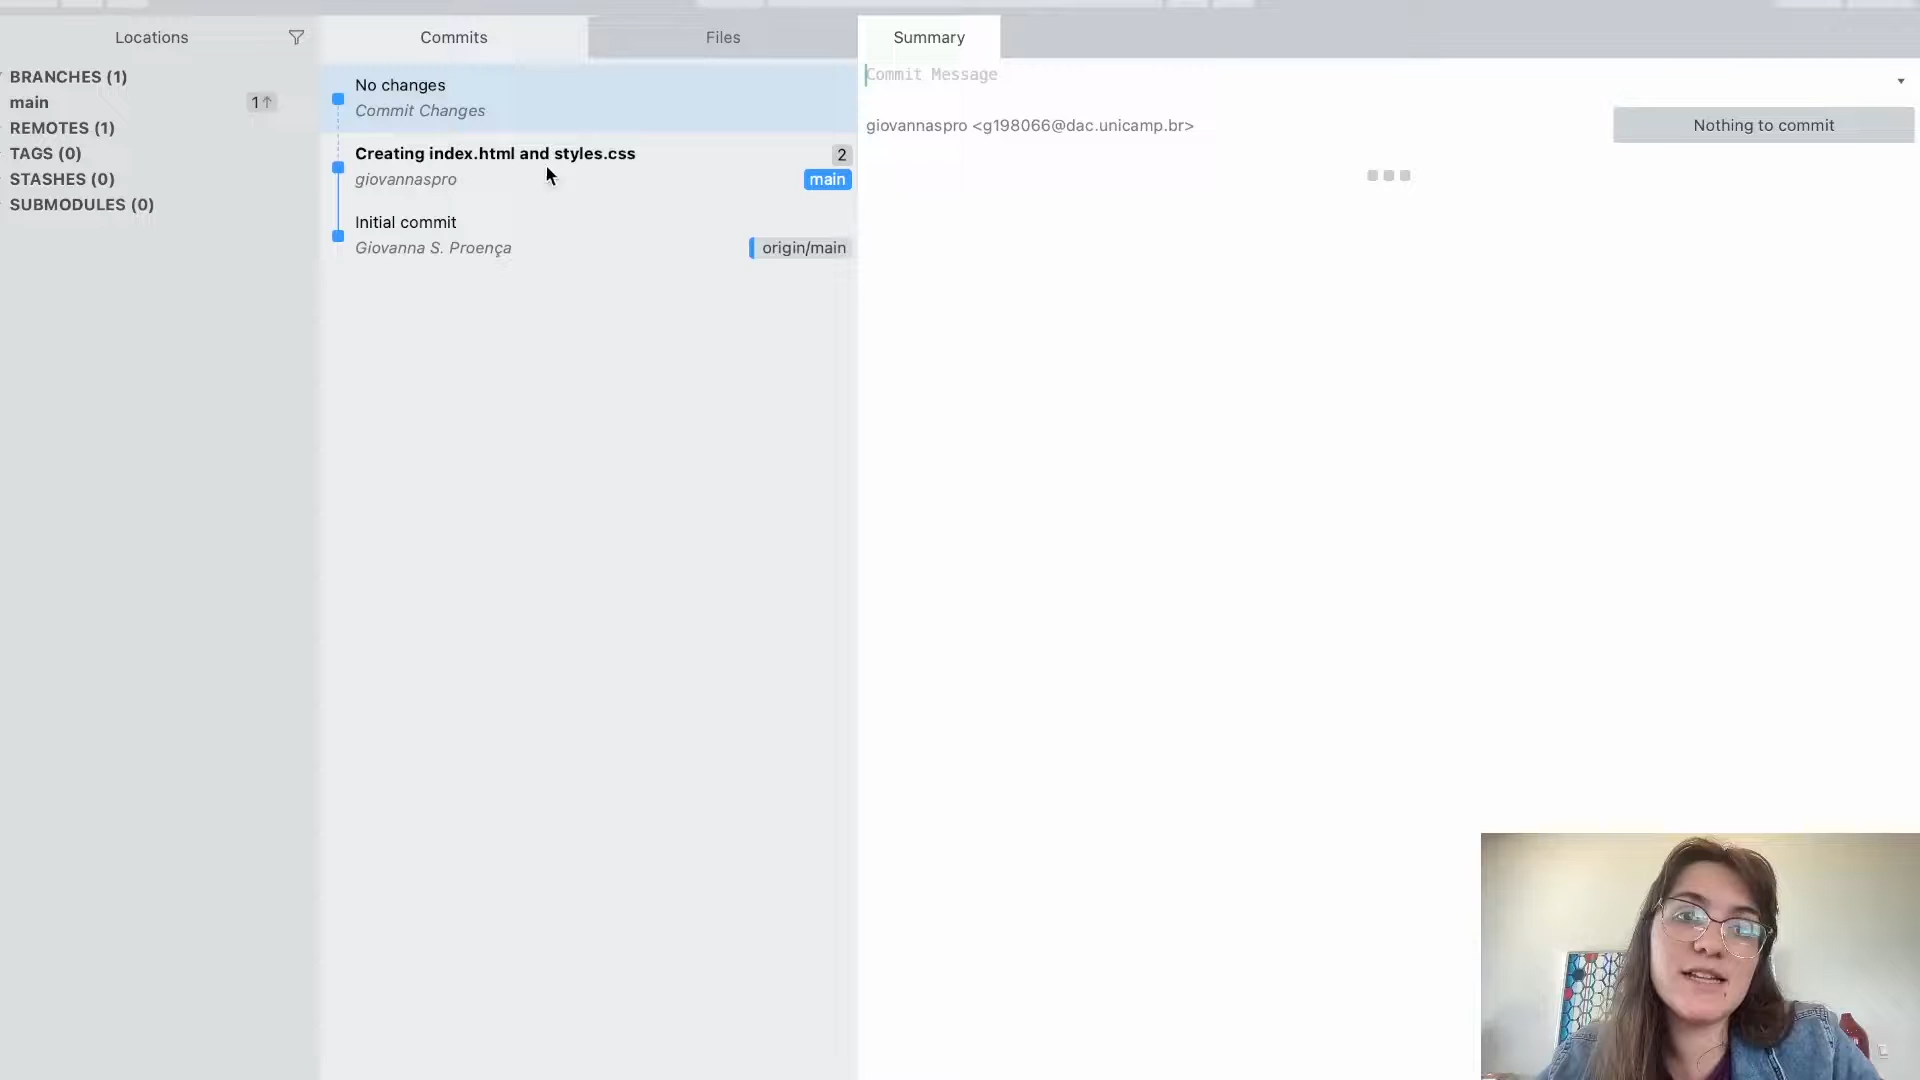 Locations
BRANCHES (1)
main 1↑
REMOTES (1)
TAGS (0)
STASHES (0)
SUBMODULES (0)
Commits
Files
No changes
Commit Changes
Creating index.html and styles.css 2
giovannaspro main
Initial commit
Giovanna S. Proença origin/main
Summary
Commit Message
giovannaspro <g198066@dac.unicamp.br>
Nothing to commit